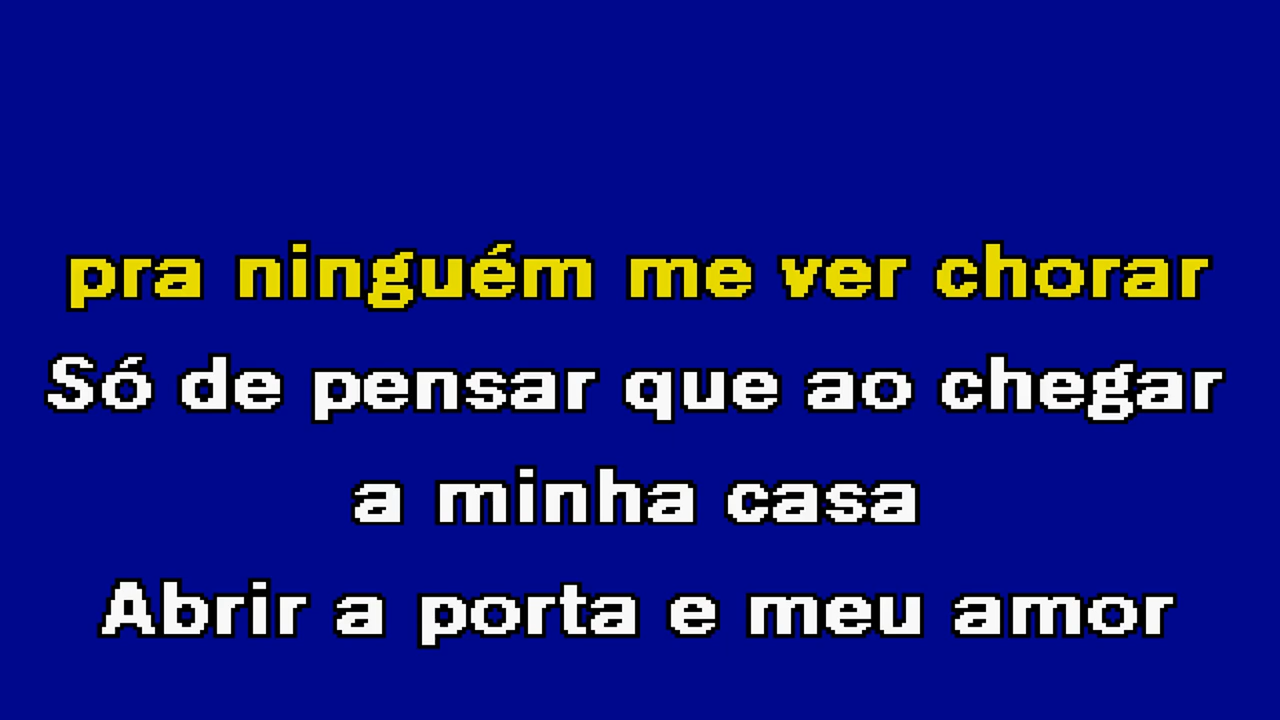 pra ninguém me ver chorar
Só de pensar que ao chegar
a minha casa
Abrir a porta e meu amor